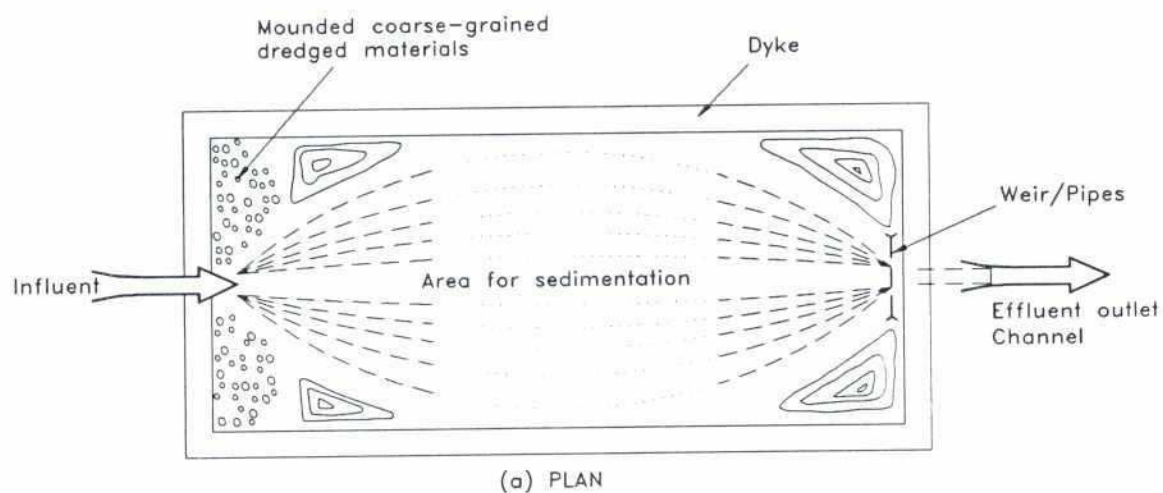 Mounded coarse-grained
dredged materials
Dyke
Weir/Pipes
Influent
Area for sedimentation
Effluent outlet
Channel
(a) PLAN